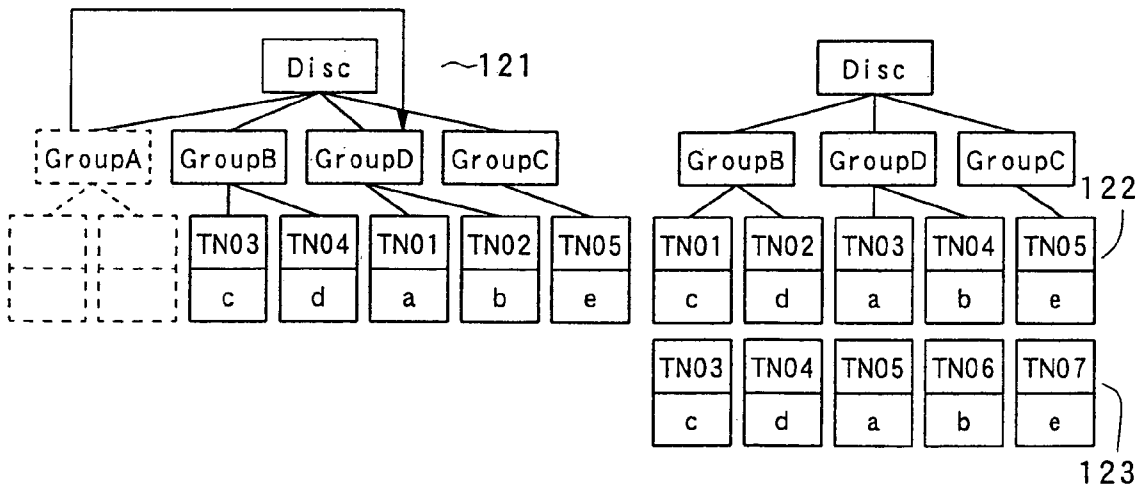 Disc
~121
GroupA GroupB GroupD GroupC
TN03 TN04 TN01 TN02 TN05
c d a b e
Disc
GroupB GroupD GroupC
122
TN01 TN02 TN03 TN04 TN05
c d a b e
TN03 TN04 TN05 TN06 TN07
c d a b e
123